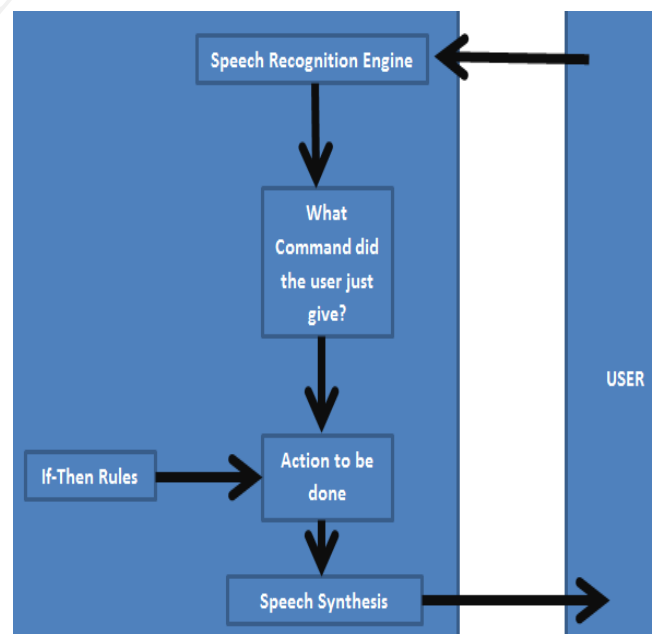 Speech Recognition Engine
What
Command did
the user just
give?
USER
If-Then Rules
Action to be
done
Speech Synthesis